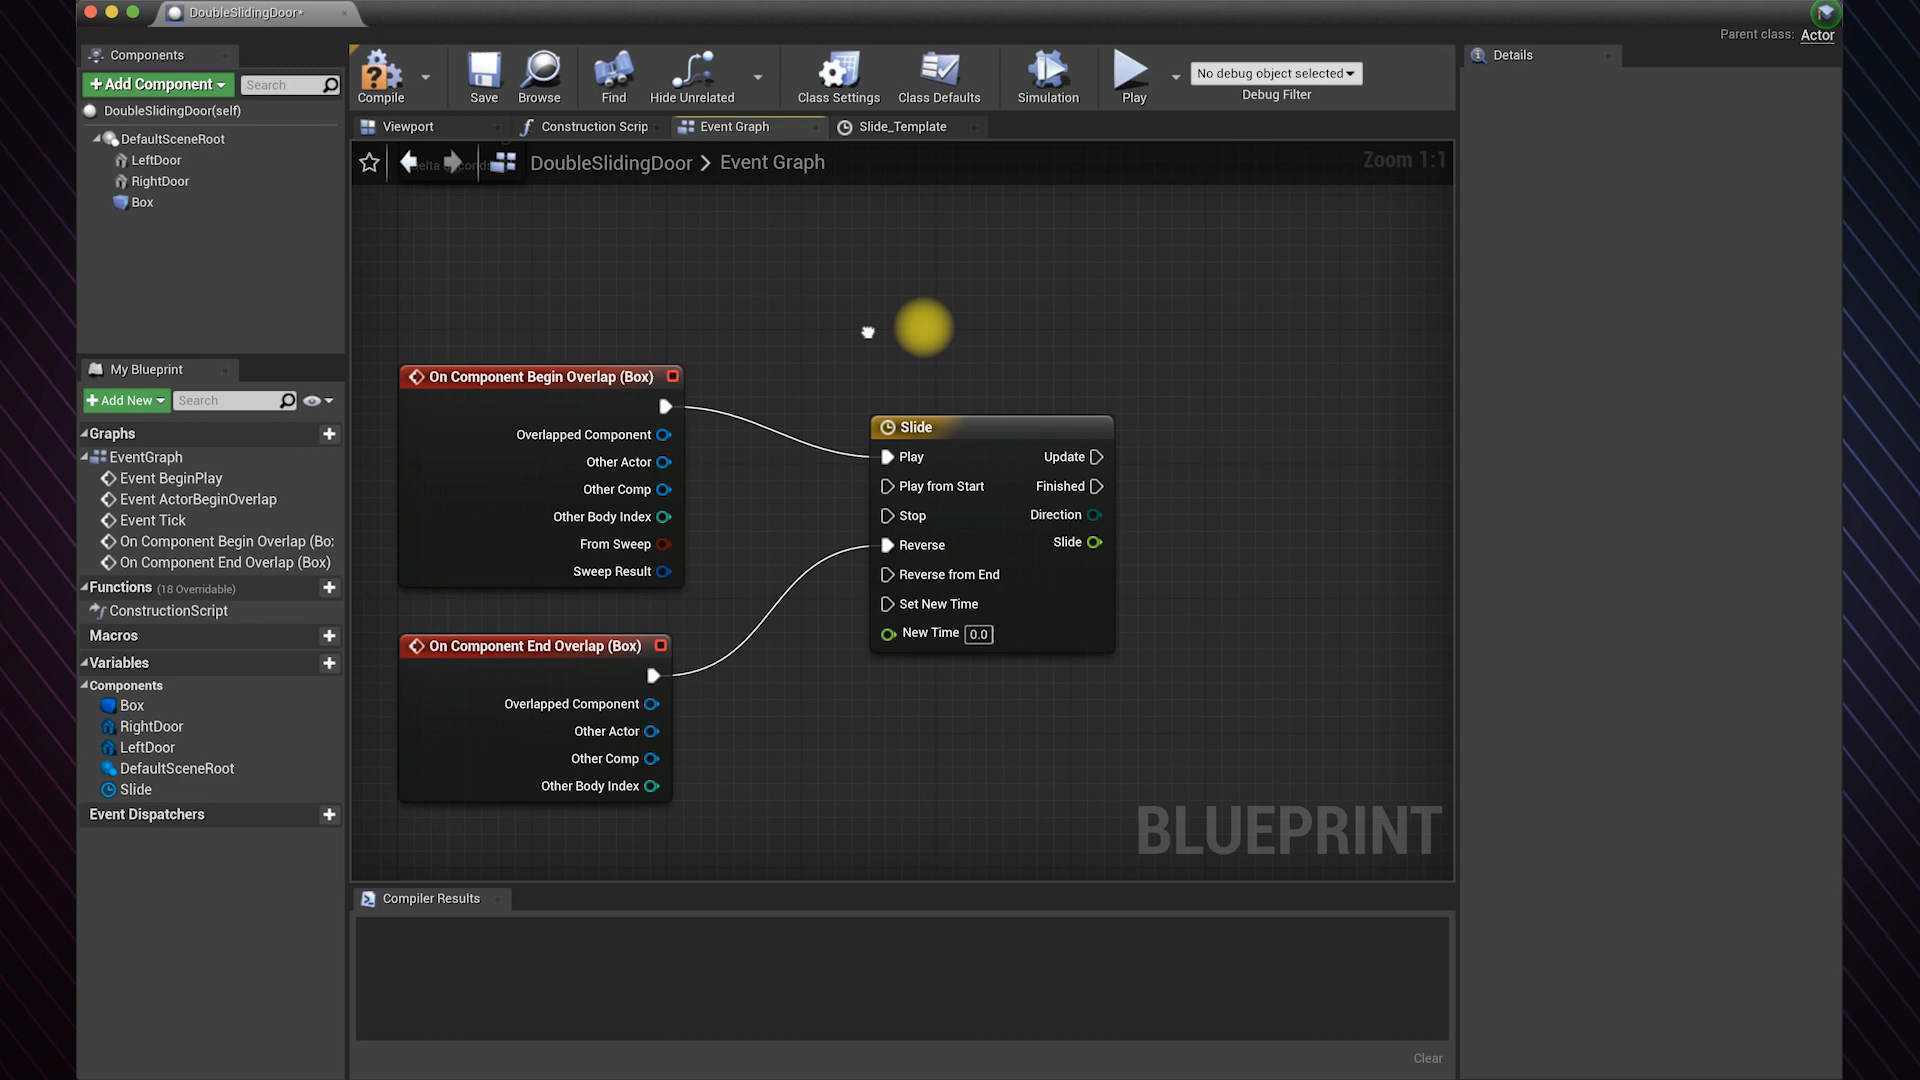 DoubleSlidingDoor*
Parent class: Actor
Components
+ Add Component
Search
DoubleSlidingDoor(self)
DefaultSceneRoot
LeftDoor
RightDoor
Box
My Blueprint
+ Add New
Search
Graphs
EventGraph
Event BeginPlay
Event ActorBeginOverlap
Event Tick
On Component Begin Overlap (Bo
On Component End Overlap (Box)
Functions (18 Overridable)
ConstructionScript
Macros
Variables
Components
Box
RightDoor
LeftDoor
DefaultSceneRoot
Slide
Event Dispatchers
Compile
Save
Browse
Find
Hide Unrelated
Class Settings
Class Defaults
Simulation
Play
No debug object selected
Debug Filter
Viewport
Construction Scrip
Event Graph
Slide_Template
DoubleSlidingDoor > Event Graph
Zoom 1:1
On Component Begin Overlap (Box)
Overlapped Component
Other Actor
Other Comp
Other Body Index
From Sweep
Sweep Result
On Component End Overlap (Box)
Overlapped Component
Other Actor
Other Comp
Other Body Index
Slide
Play
Update
Play from Start
Finished
Stop
Direction
Reverse
Slide
Reverse from End
Set New Time
New Time 0.0
BLUEPRINT
Compiler Results
Clear
Details